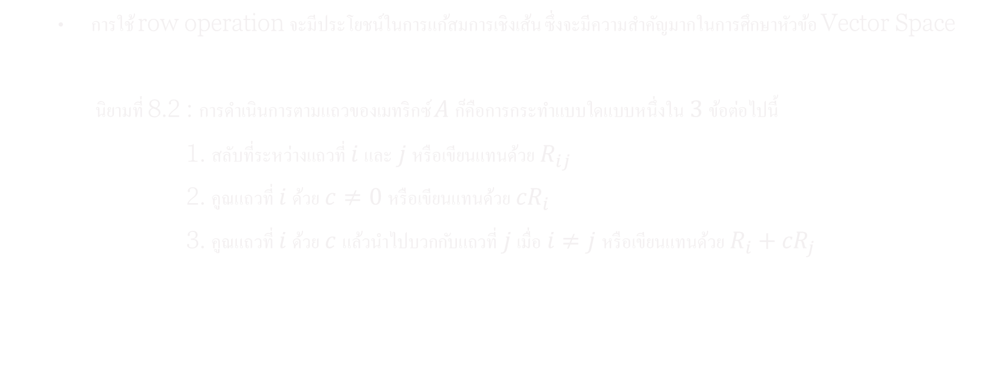 • การใช้ row operation จะมีประโยชน์ในการแก้สมการเชิงเส้น ซึ่งจะมีความสำคัญมากในการศึกษาหัวข้อ Vector Space
นิยามที่ 8.2 : การดำเนินการตามแถวของเมทริกซ์ A ก็คือการกระทำแบบใดแบบหนึ่งใน 3 ข้อต่อไปนี้
1. สลับที่ระหว่างแถวที่ i และ j หรือเขียนแทนด้วย R_{ij}
2. คูณแถวที่ i ด้วย c ≠ 0 หรือเขียนแทนด้วย cR_i
3. คูณแถวที่ i ด้วย c แล้วนำไปบวกกับแถวที่ j เมื่อ i ≠ j หรือเขียนแทนด้วย R_i + cR_j